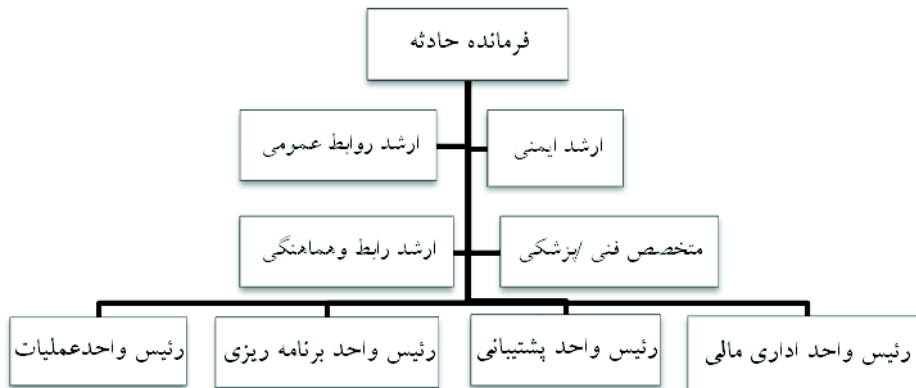 فرمانده حادثه
ارشد ایمنی
ارشد روابط عمومی
متخصص فنی /پزشکی
ارشد رابط وهماهنگی
رئیس واحد اداری مالی
رئیس واحد پشتیبانی
رئیس واحد برنامه ریزی
رئیس واحدعملیات